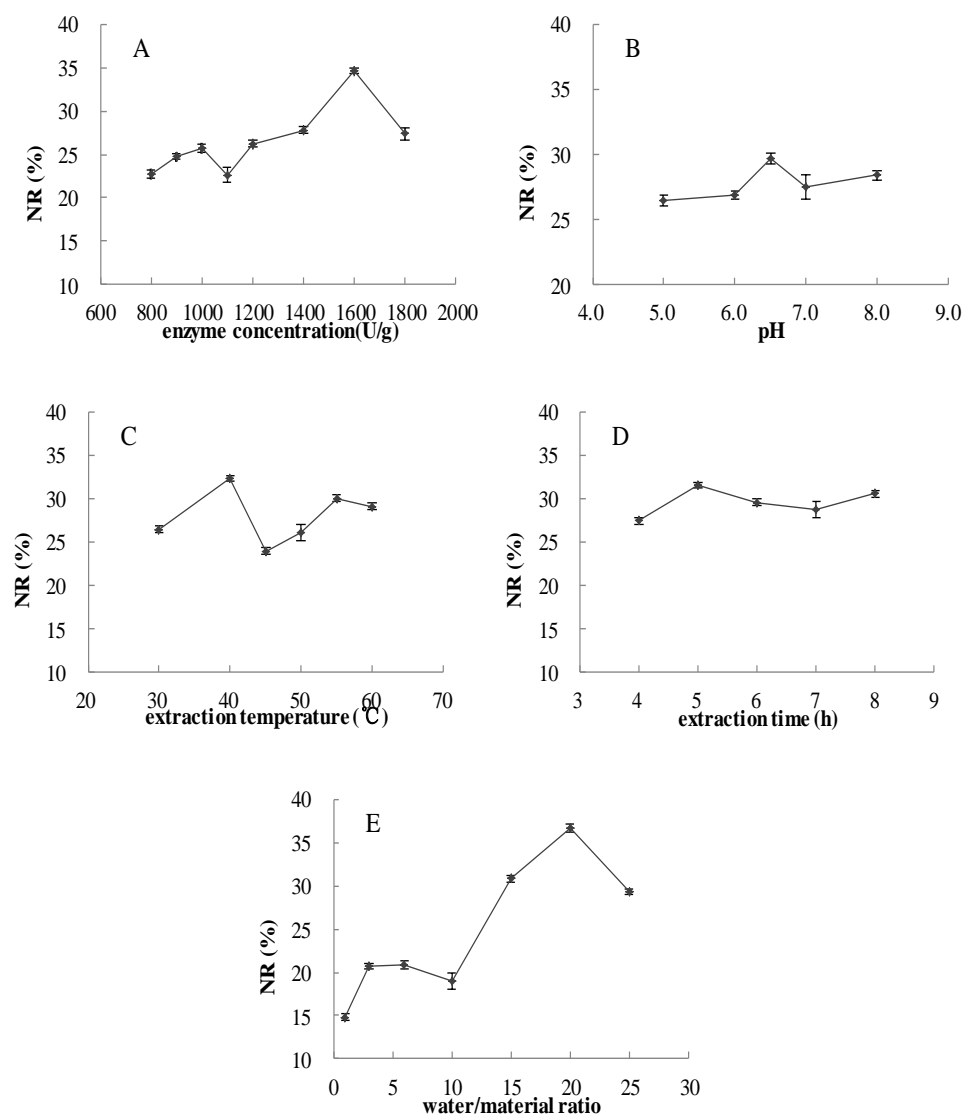 A
NR (%)
40
35
30
25
20
15
10
600 800 1000 1200 1400 1600 1800 2000
enzyme concentration(U/g)
B
NR (%)
40
35
30
25
20
4.0 5.0 6.0 7.0 8.0 9.0
pH
C
NR (%)
40
35
30
25
20
15
10
20 30 40 50 60 70
extraction temperature (℃)
D
NR (%)
40
35
30
25
20
15
10
3 4 5 6 7 8 9
extraction time (h)
E
NR (%)
40
35
30
25
20
15
10
0 5 10 15 20 25 30
water/material ratio